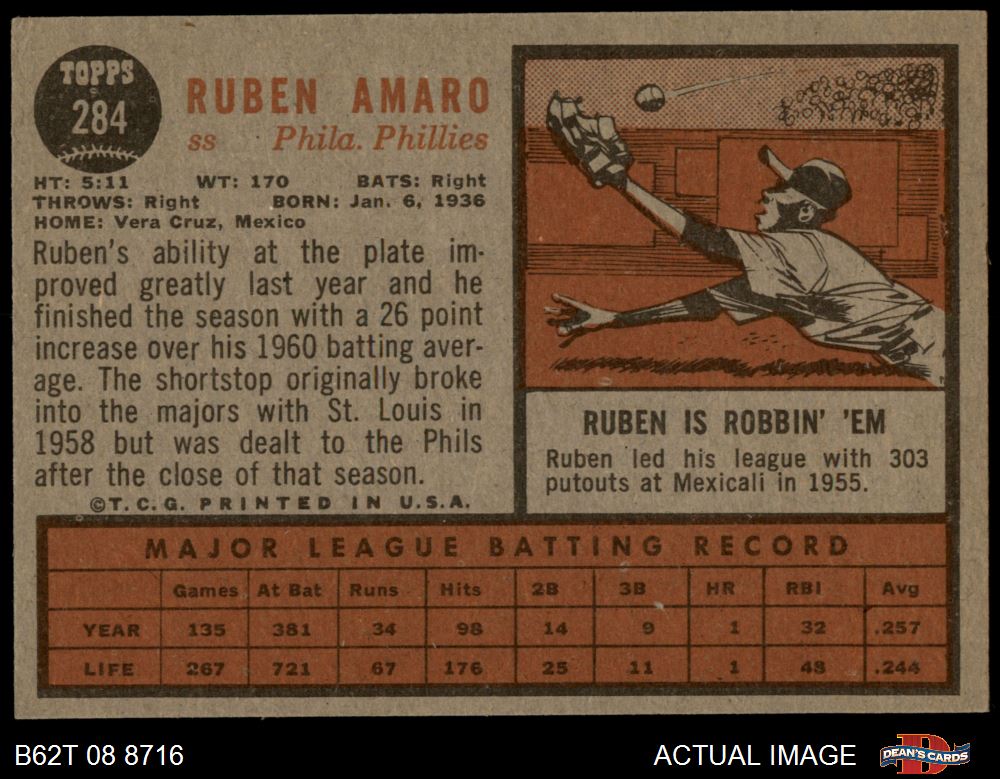 TOPPS
284
RUBEN AMARO
ss Phila. Phillies
HT: 5:11 WT: 170 BATS: Right
THROWS: Right BORN: Jan. 6, 1936
HOME: Vera Cruz, Mexico
Ruben's ability at the plate im-
proved greatly last year and he
finished the season with a 26 point
increase over his 1960 batting aver-
age. The shortstop originally broke
into the majors with St. Louis in
1958 but was dealt to the Phils
after the close of that season.
©T.C.G. PRINTED IN U.S.A.
RUBEN IS ROBBIN' 'EM
Ruben led his league with 303
putouts at Mexicali in 1955.
MAJOR LEAGUE BATTING RECORD
Games At Bat Runs Hits 2B 3B HR RBI Avg
YEAR 135 381 34 98 14 9 1 32 .257
LIFE 267 721 67 176 25 11 1 48 .244
B62T 08 8716 ACTUAL IMAGE DEAN'S CARDS